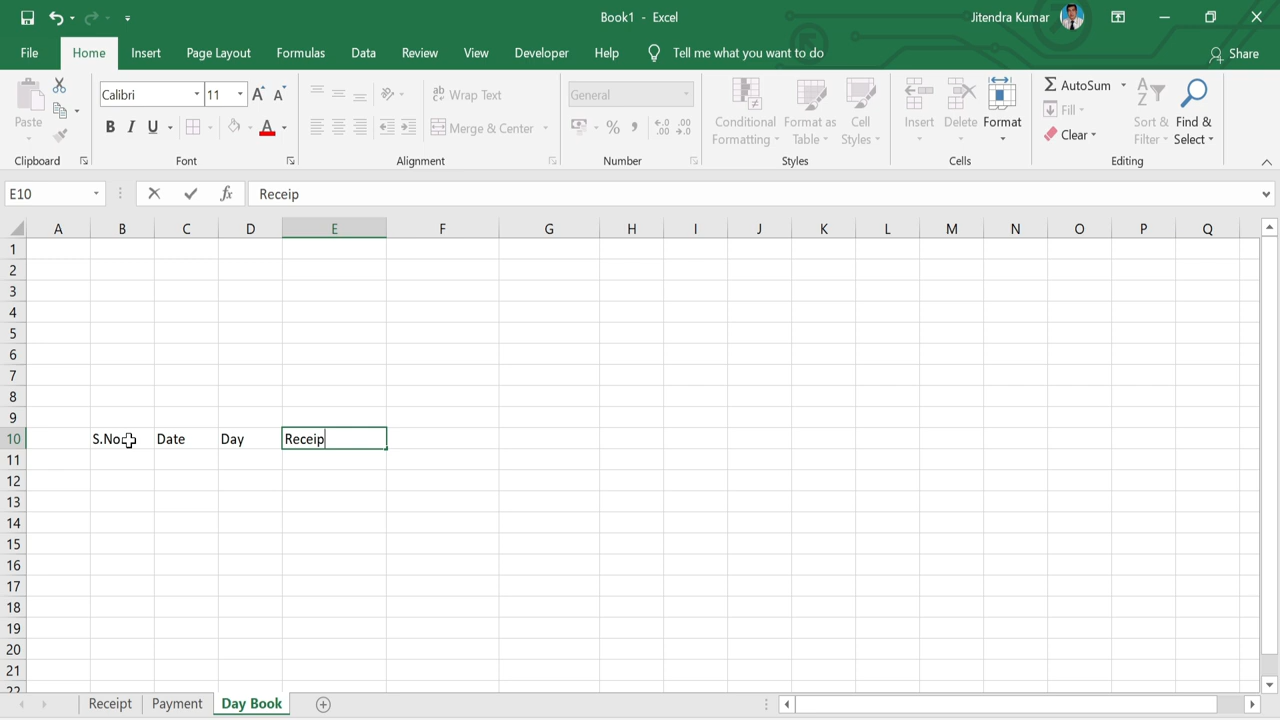 Book1 - Excel
Jitendra Kumar
File Home Insert Page Layout Formulas Data Review View Developer Help Tell me what you want to do Share
Paste
Calibri 11
B I U A
Wrap Text
Merge & Center
General
Conditional Formatting
Format as Table
Cell Styles
Insert Delete Format
AutoSum
Fill
Clear
Sort & Filter
Find & Select
Clipboard Font Alignment Number Styles Cells Editing
E10 fx Receip
A B C D E F G H I J K L M N O P Q
1
2
3
4
5
6
7
8
9
10 S.No. Date Day Receip
11
12
13
14
15
16
17
18
19
20
21
22
Receipt Payment Day Book